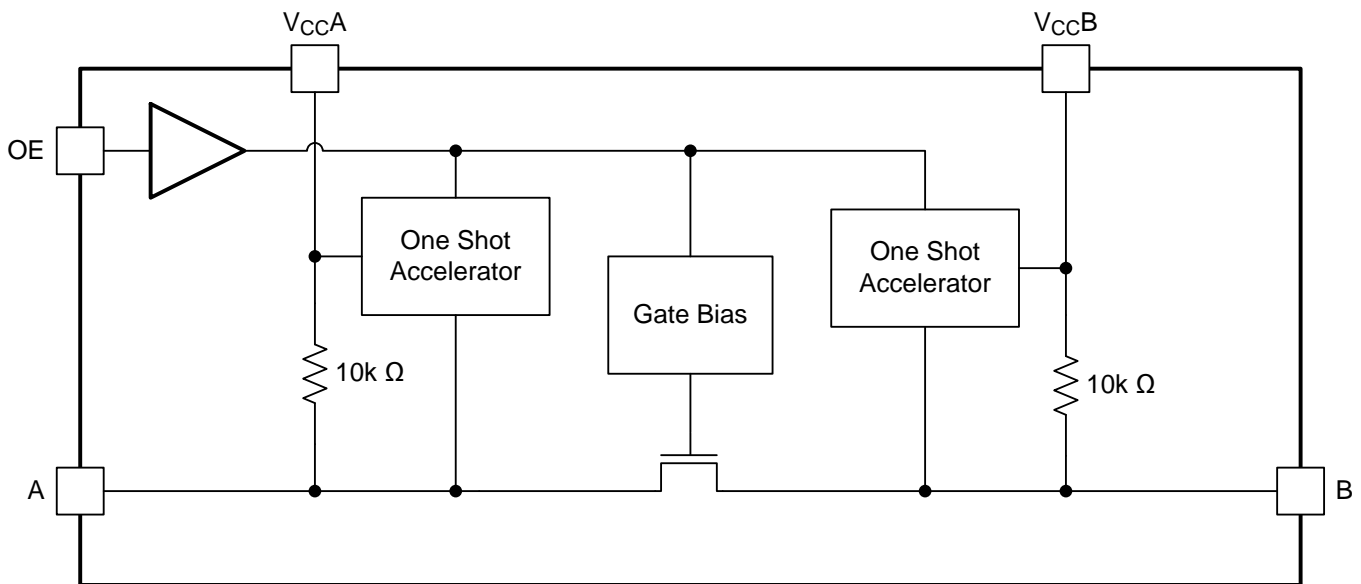 VCCA
VCCB
OE
One Shot
Accelerator
One Shot
Accelerator
Gate Bias
10k Ω
10k Ω
A
B